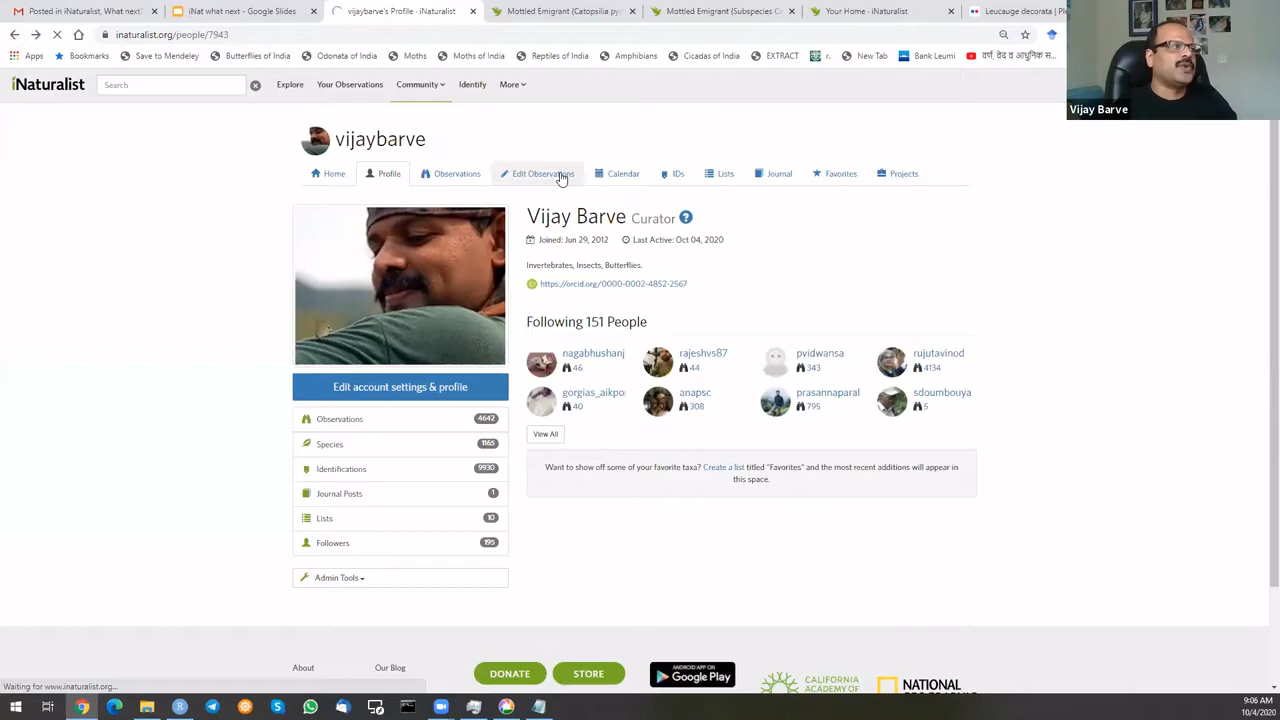 Posted in iNaturalist, What next?
iNat what next - Google Slides
vijaybarve's Profile · iNaturalist
Mottled Emigrant (Catopsilia py
Mottled Emigrant (Subspecies C
Your Home · iNaturalist
Leucauge decorata | Pl
inaturalist.org/people/7943
Apps
Bookmarks
Save to Mendeley
Butterflies of India
Odonata of India
Moths
Moths of India
Reptiles of India
Amphibians
Cicadas of India
EXTRACT
r.
New Tab
Bank Leumi
वर्ण, वेद व आधुनिक स...
iNaturalist
Search
Explore
Your Observations
Community
Identify
More
Vijay Barve
vijaybarve
Home
Profile
Observations
Edit Observations
Calendar
IDs
Lists
Journal
Favorites
Projects
Vijay Barve Curator ?
Joined: Jun 29, 2012 Last Active: Oct 04, 2020
Invertebrates, Insects, Butterflies.
https://orcid.org/0000-0002-4852-2567
Following 151 People
nagabhushanj
46
rajeshvs87
44
pvidwansa
343
rujutavinod
4134
gorgias_aikpo
40
anapsc
308
prasannaparal
795
sdoumbouya
5
View All
Want to show off some of your favorite taxa? Create a list titled "Favorites" and the most recent additions will appear in
this space.
Edit account settings & profile
Observations 4642
Species 1165
Identifications 9930
Journal Posts 1
Lists 10
Followers 195
Admin Tools
About
Our Blog
DONATE
STORE
ANDROID APP ON
Google Play
CALIFORNIA
ACADEMY OF
NATIONAL
Waiting for www.inaturalist.org...
9:06 AM
10/4/2020